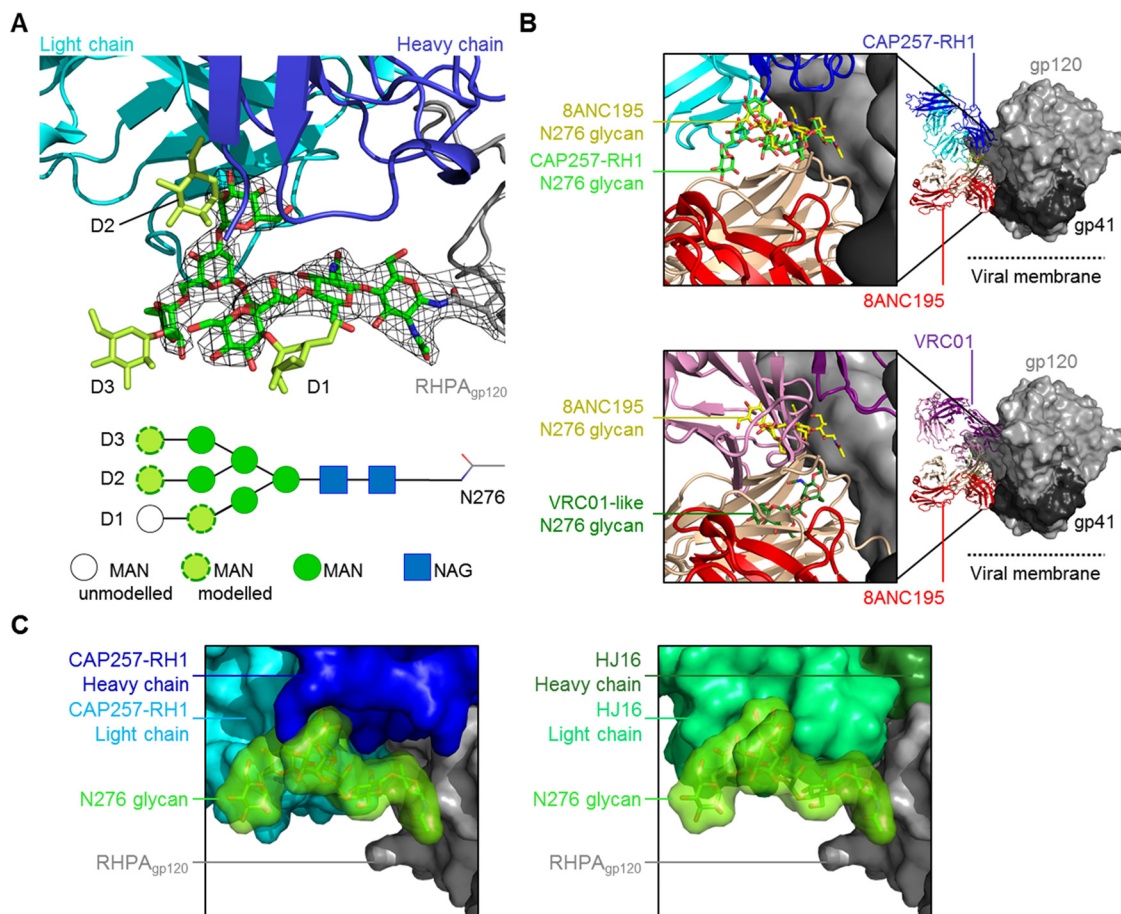 A
Light chain
Heavy chain
D2
D3
D1
RHPAgp120
D3
D2
D1
N276
MAN
unmodelled
MAN
modelled
MAN
NAG
B
CAP257-RH1
gp120
8ANC195
N276 glycan
CAP257-RH1
N276 glycan
gp41
Viral membrane
8ANC195
VRC01
gp120
8ANC195
N276 glycan
VRC01-like
N276 glycan
gp41
Viral membrane
8ANC195
C
CAP257-RH1
Heavy chain
CAP257-RH1
Light chain
N276 glycan
RHPAgp120
HJ16
Heavy chain
HJ16
Light chain
N276 glycan
RHPAgp120